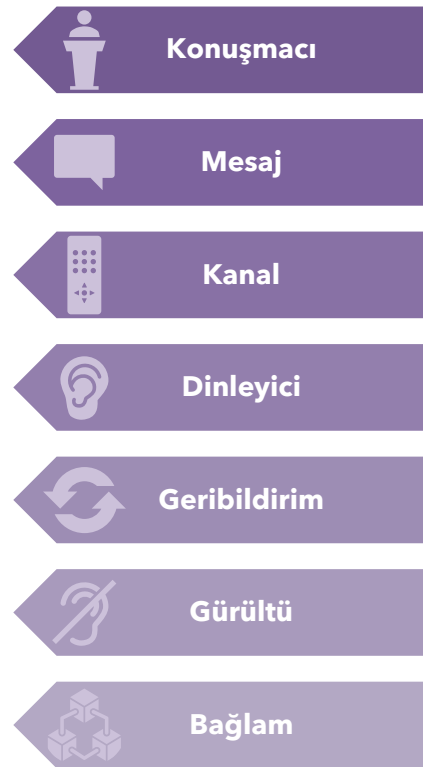 Konuşmacı
Mesaj
Kanal
Dinleyici
Geribildirim
Gürültü
Bağlam